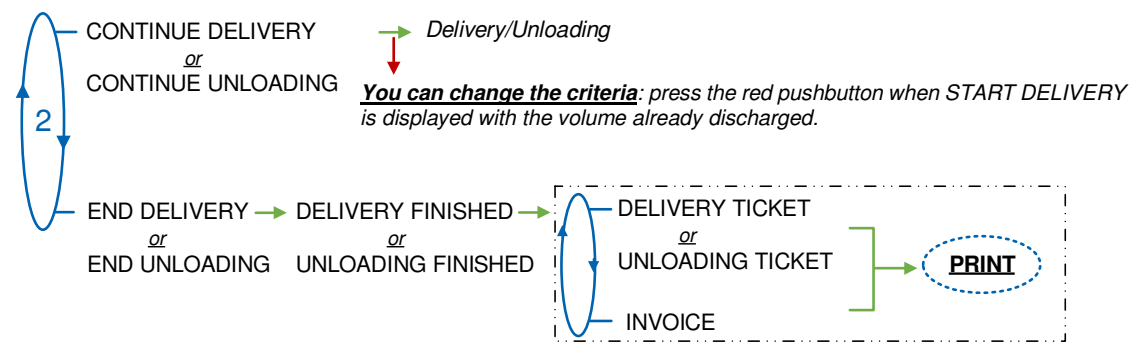 CONTINUE DELIVERY
or
CONTINUE UNLOADING
Delivery/Unloading
You can change the criteria: press the red pushbutton when START DELIVERY
is displayed with the volume already discharged.
2
END DELIVERY
or
END UNLOADING
DELIVERY FINISHED
or
UNLOADING FINISHED
DELIVERY TICKET
or
UNLOADING TICKET
INVOICE
PRINT